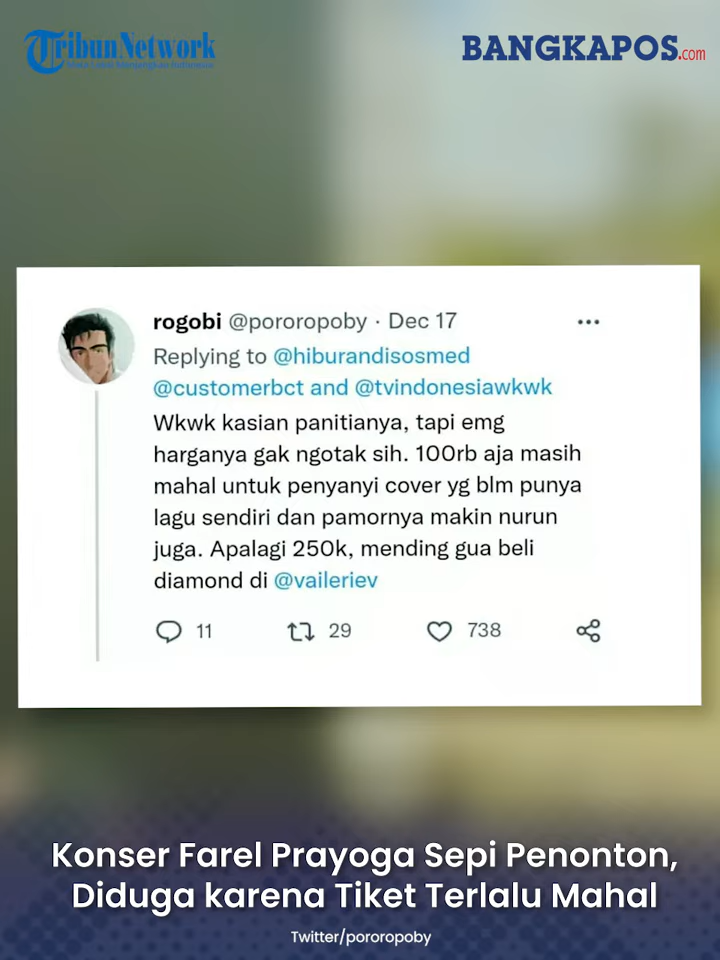 TribunNetwork
BANGKAPOS.com
rogobi @pororopoby · Dec 17
Replying to @hiburandisosmed
@customerbct and @tvindonesiawkwk
Wkwk kasian panitianya, tapi emg
harganya gak ngotak sih. 100rb aja masih
mahal untuk penyanyi cover yg blm punya
lagu sendiri dan pamornya makin nurun
juga. Apalagi 250k, mending gua beli
diamond di @vaileriev
11 29 738
Konser Farel Prayoga Sepi Penonton,
Diduga karena Tiket Terlalu Mahal
Twitter/pororopoby